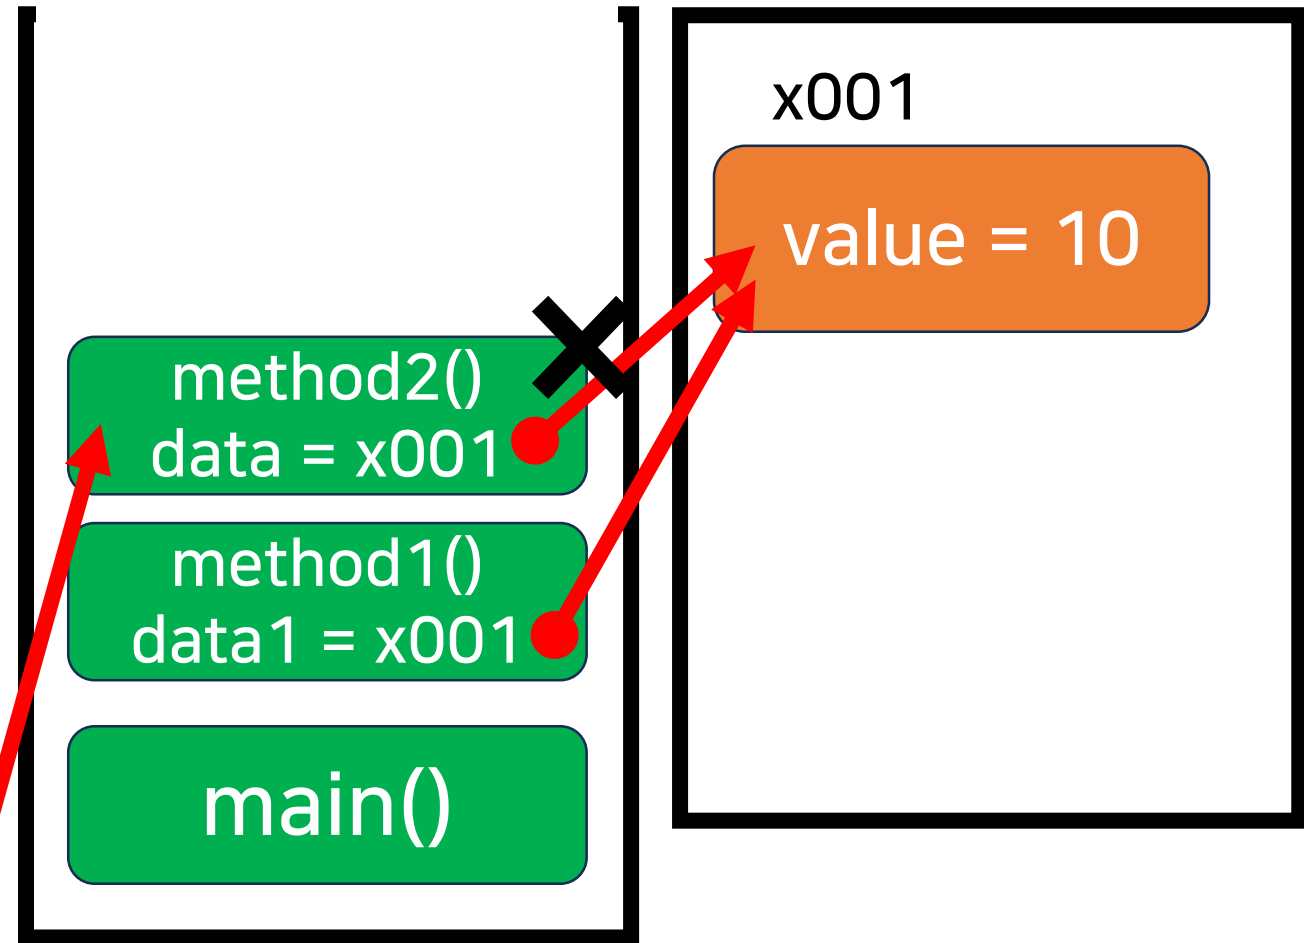 x001
value = 10
method2()
data = x001
method1()
data1 = x001
main()